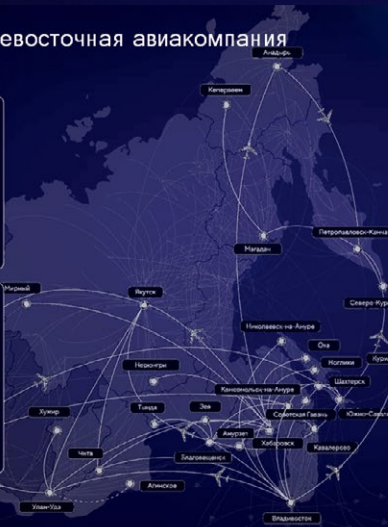 евосточная авиакомпания
Анадырь
Кепервеем
Петропавловск-Камча
Магадан
Мирный
Якутск
Северо-Кури
Николаевск-на-Амуре
Оха
Кури
Ноглики
Нерюнгри
Шахтерск
Комсомольск-на-Амуре
Хужир
Тында
Зея
Советская Гавань
Южно-Сахали
Амурзет
Хабаровск
Кавалерово
Чита
Благовещенск
Агинское
Улан-Удэ
Владивосток